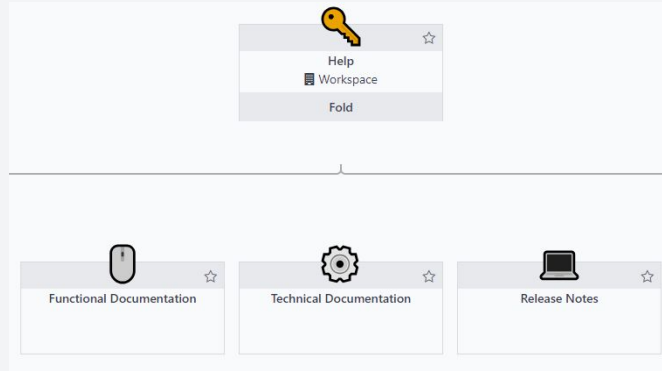 Help
Workspace
Fold
Functional Documentation
Technical Documentation
Release Notes